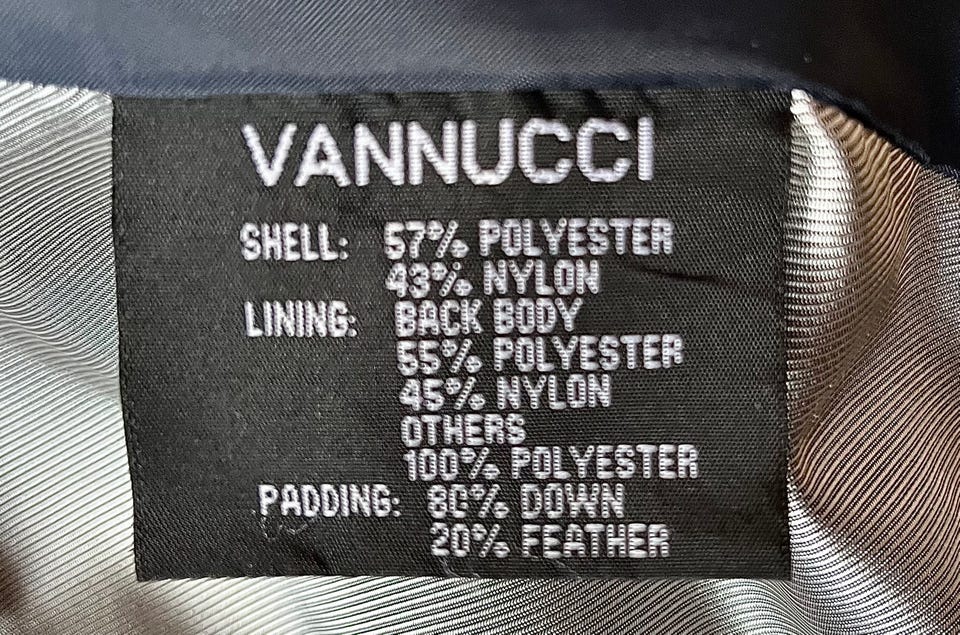 VANNUCCI
SHELL: 57% POLYESTER
43% NYLON
LINING: BACK BODY
55% POLYESTER
45% NYLON
OTHERS
100% POLYESTER
PADDING: 80% DOWN
20% FEATHER